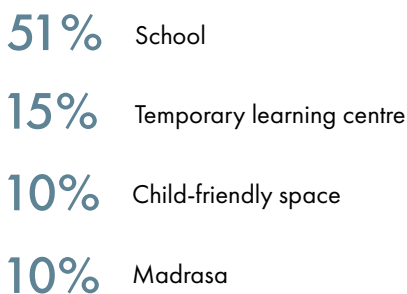 51% School
15% Temporary learning centre
10% Child-friendly space
10% Madrasa